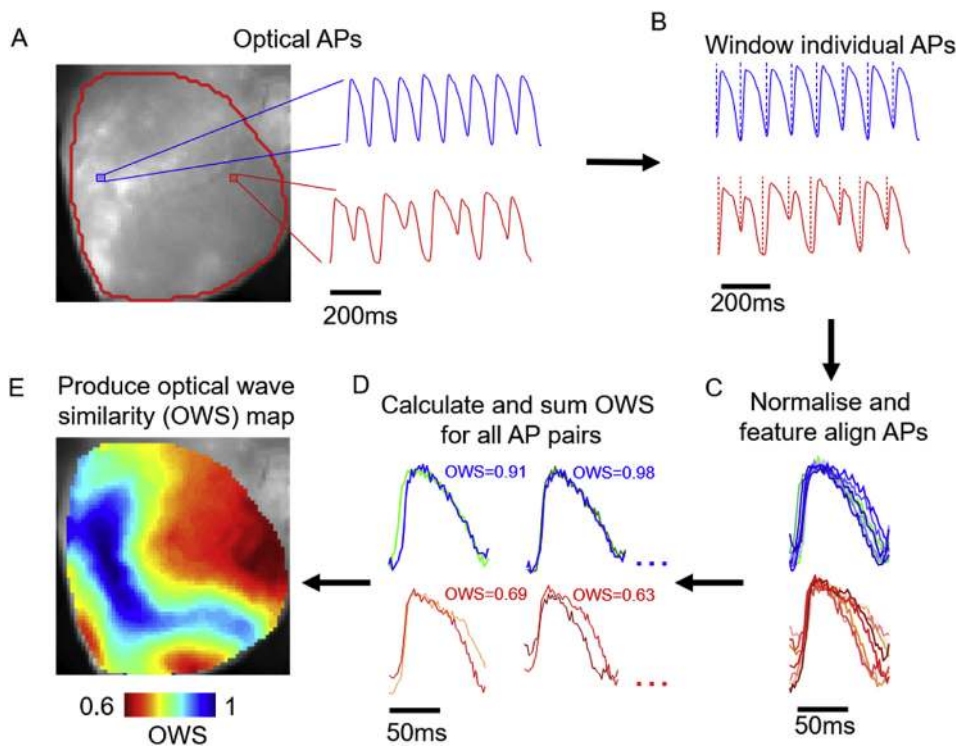 A
Optical APs
200ms
B
Window individual APs
200ms
E
Produce optical wave
similarity (OWS) map
0.6
1
OWS
D
Calculate and sum OWS
for all AP pairs
OWS=0.91
OWS=0.98
...
OWS=0.69
OWS=0.63
...
50ms
C
Normalise and
feature align APs
50ms